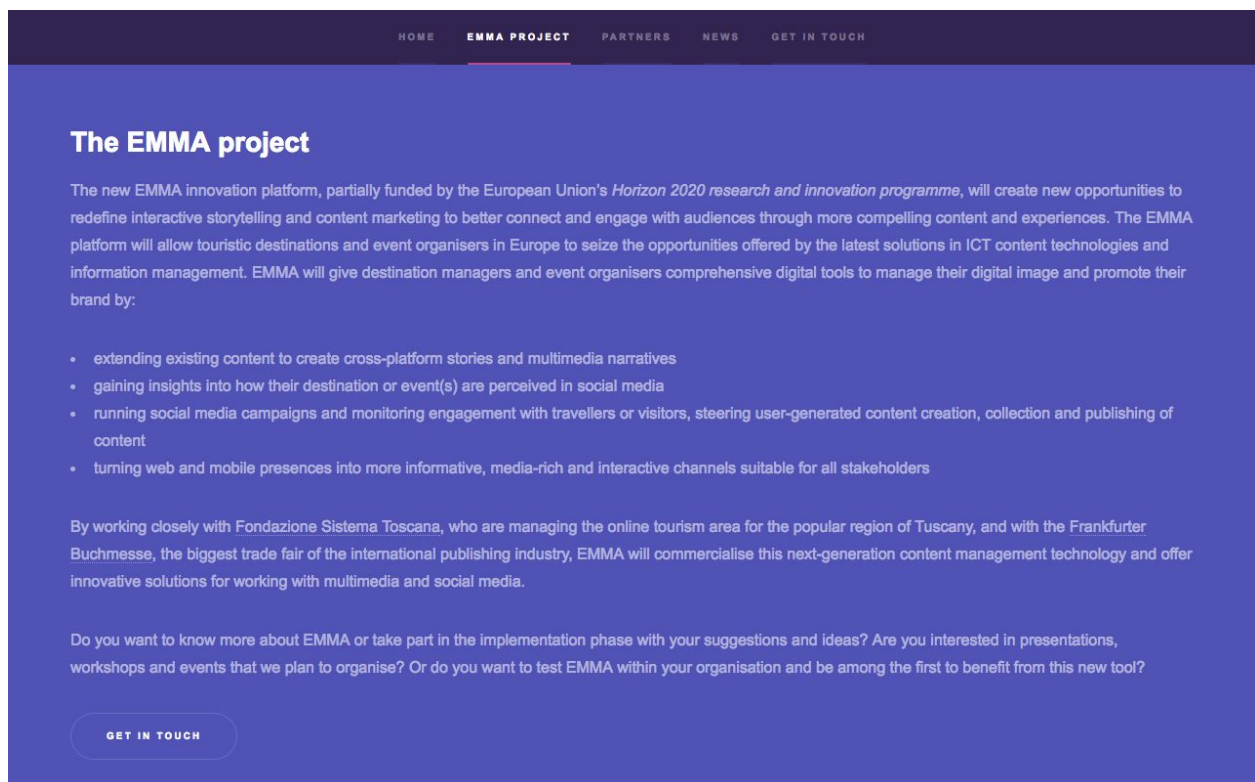 HOME EMMA PROJECT PARTNERS NEWS GET IN TOUCH
The EMMA project
The new EMMA innovation platform, partially funded by the European Union's Horizon 2020 research and innovation programme, will create new opportunities to
redefine interactive storytelling and content marketing to better connect and engage with audiences through more compelling content and experiences. The EMMA
platform will allow touristic destinations and event organisers in Europe to seize the opportunities offered by the latest solutions in ICT content technologies and
information management. EMMA will give destination managers and event organisers comprehensive digital tools to manage their digital image and promote their
brand by:
• extending existing content to create cross-platform stories and multimedia narratives
• gaining insights into how their destination or event(s) are perceived in social media
• running social media campaigns and monitoring engagement with travellers or visitors, steering user-generated content creation, collection and publishing of
content
• turning web and mobile presences into more informative, media-rich and interactive channels suitable for all stakeholders
By working closely with Fondazione Sistema Toscana, who are managing the online tourism area for the popular region of Tuscany, and with the Frankfurter
Buchmesse, the biggest trade fair of the international publishing industry, EMMA will commercialise this next-generation content management technology and offer
innovative solutions for working with multimedia and social media.
Do you want to know more about EMMA or take part in the implementation phase with your suggestions and ideas? Are you interested in presentations,
workshops and events that we plan to organise? Or do you want to test EMMA within your organisation and be among the first to benefit from this new tool?
GET IN TOUCH